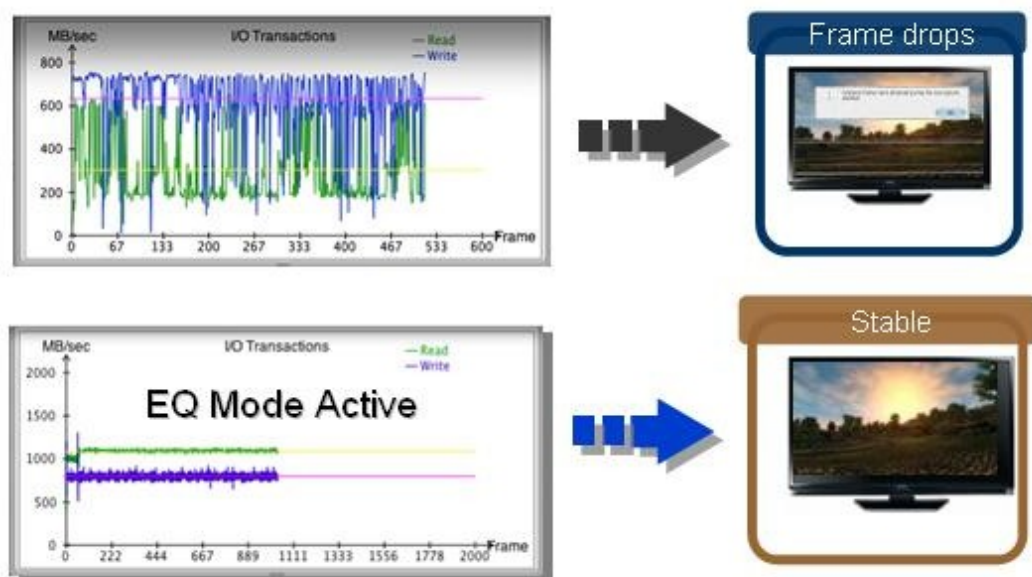 MB/sec
I/O Transactions
Read
Write
800
600
400
200
0
0 67 133 200 267 333 400 467 533 600
Frame
Frame drops
MB/sec
I/O Transactions
Read
Write
2000
1500
1000
500
0
EQ Mode Active
0 222 444 667 889 1111 1333 1556 1778 2000
Frame
Stable